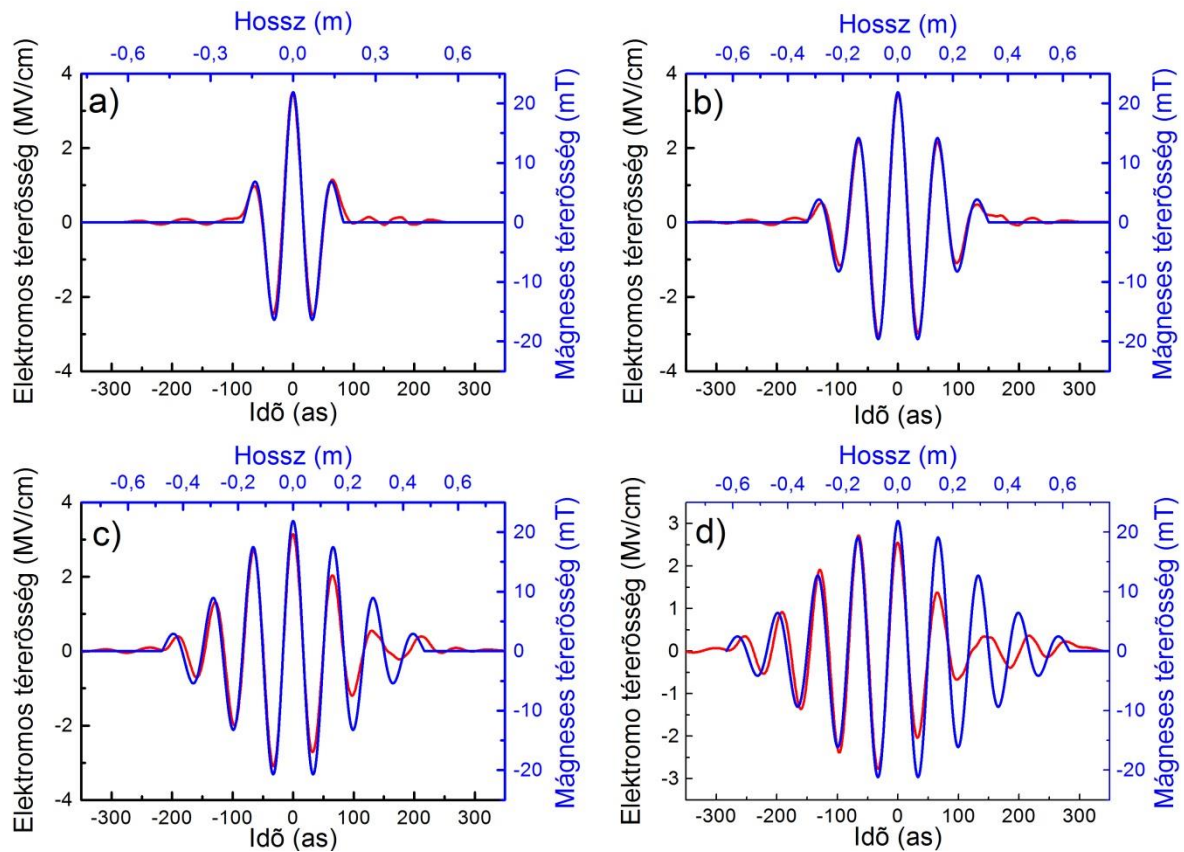 Hossz (m)
-0,6 -0,3 0,0 0,3 0,6
Elektromos térerõsség (MV/cm)
4
2
0
-2
-4
a)
20
10
0
-10
-20
Mágneses térerõsség (mT)
-300 -200 -100 0 100 200 300
Idõ (as)
Hossz (m)
-0,6 -0,4 -0,2 0,0 0,2 0,4 0,6
Elektromos térerõsség (MV/cm)
4
2
0
-2
-4
b)
20
10
0
-10
-20
Mágneses térerõsség (mT)
-300 -200 -100 0 100 200 300
Idõ (as)
Hossz (m)
-0,6 -0,4 -0,2 0,0 0,2 0,4 0,6
Elektromos térerõsség (MV/cm)
4
2
0
-2
-4
c)
20
10
0
-10
-20
Mágneses térerõsség (mT)
-300 -200 -100 0 100 200 300
Idõ (as)
Hossz (m)
-0,6 -0,4 -0,2 0,0 0,2 0,4 0,6
Elektromo térerõsség (Mv/cm)
3
2
1
0
-1
-2
-3
d)
20
10
0
-10
-20
Mágneses térerõsség (mT)
-300 -200 -100 0 100 200 300
Idõ (as)